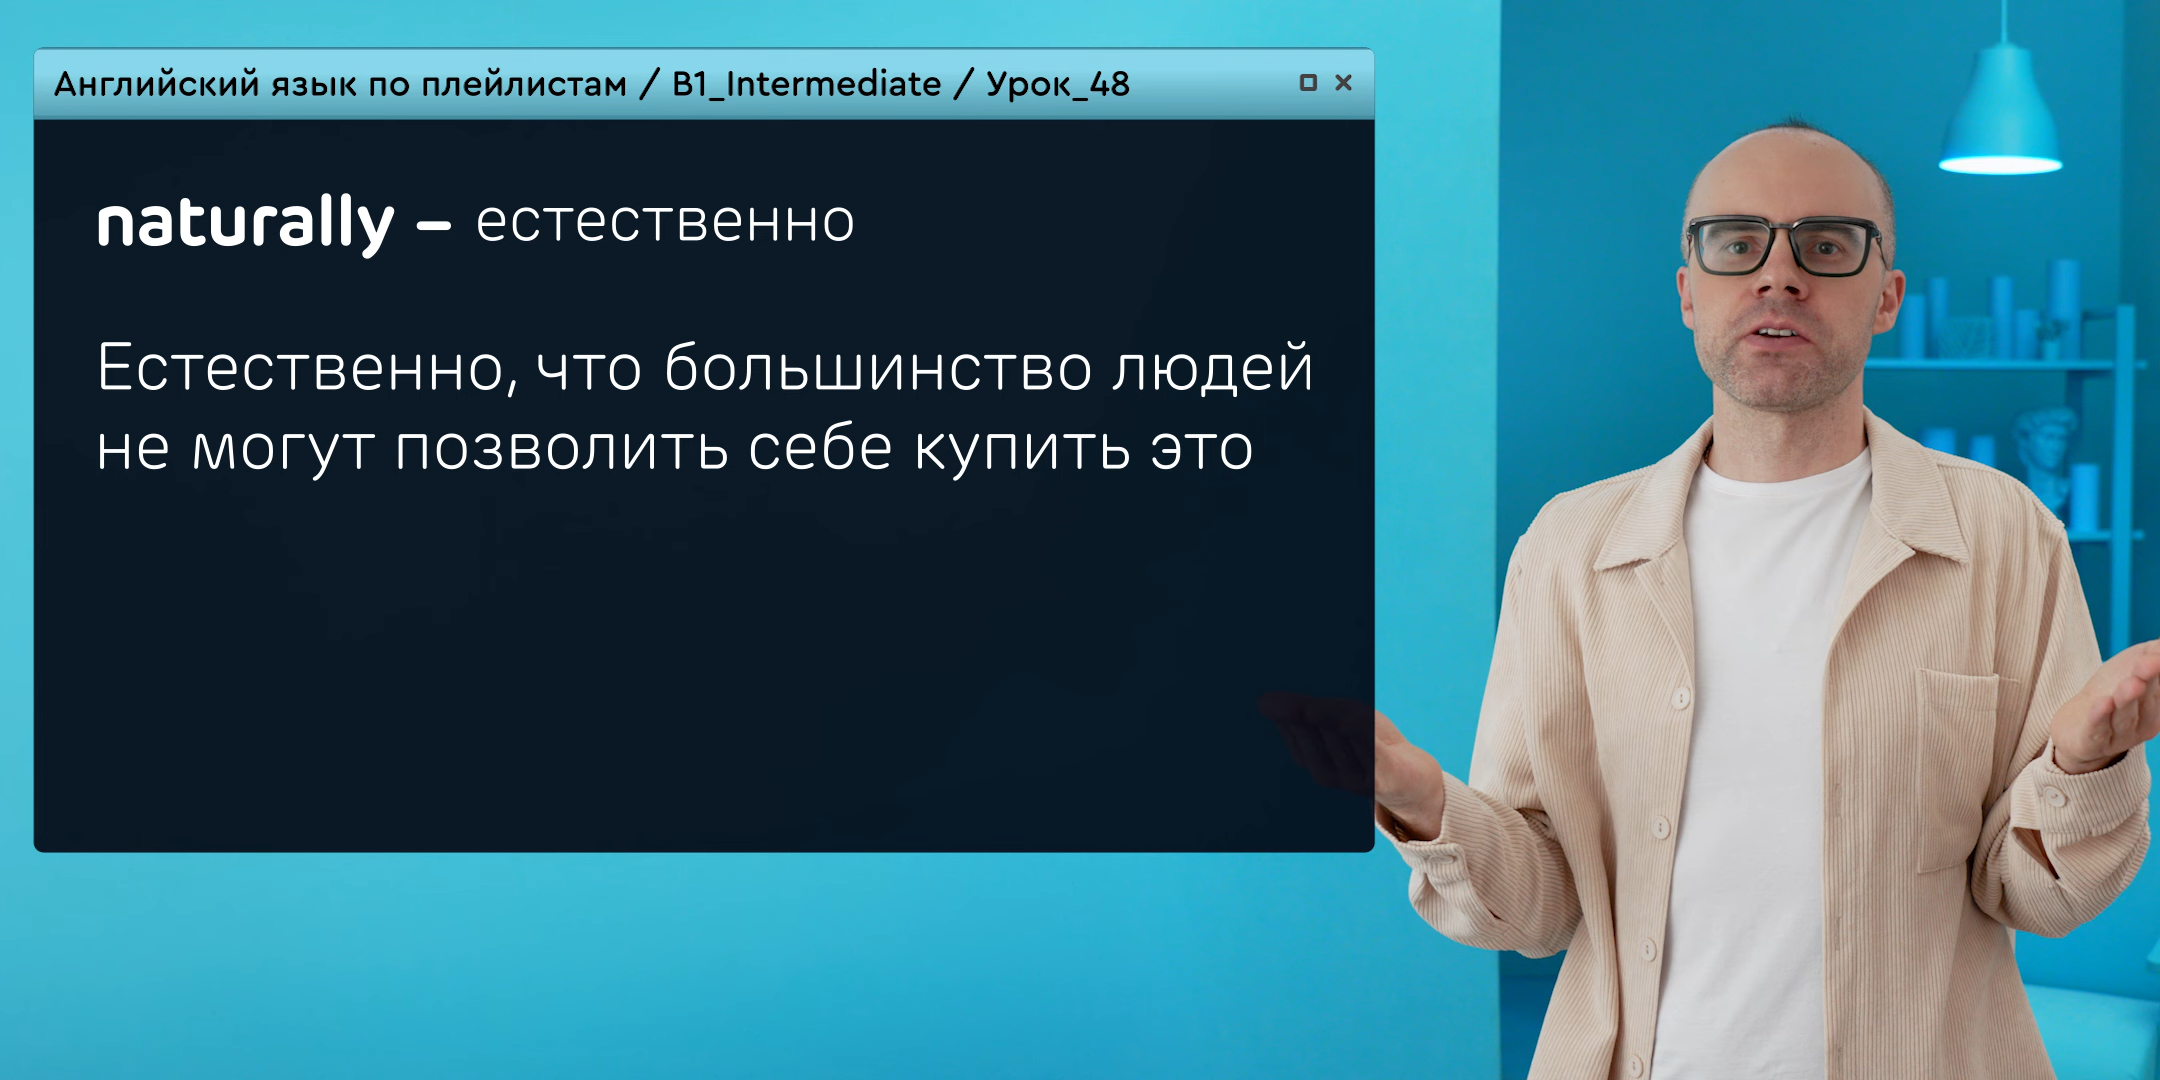 Английский язык по плейлистам / B1_Intermediate / Урок_48
naturally – естественно
Естественно, что большинство людей
не могут позволить себе купить это